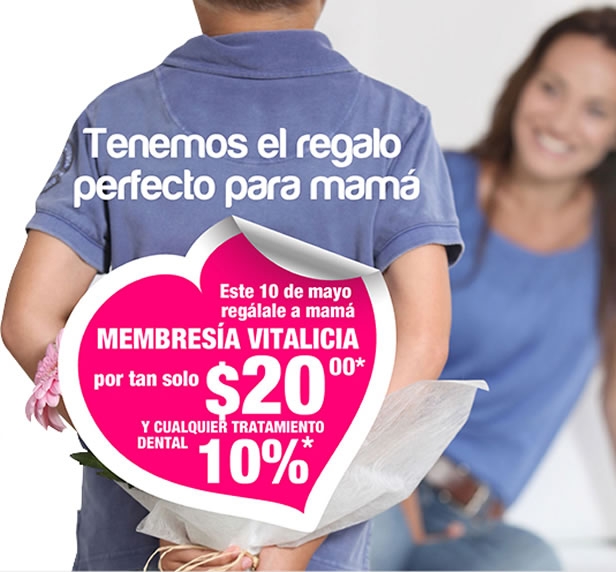 Tenemos el regalo
perfecto para mamá
Este 10 de mayo
regálale a mamá
MEMBRESÍA VITALICIA
por tan solo $20.00*
Y CUALQUIER TRATAMIENTO
DENTAL 10%*